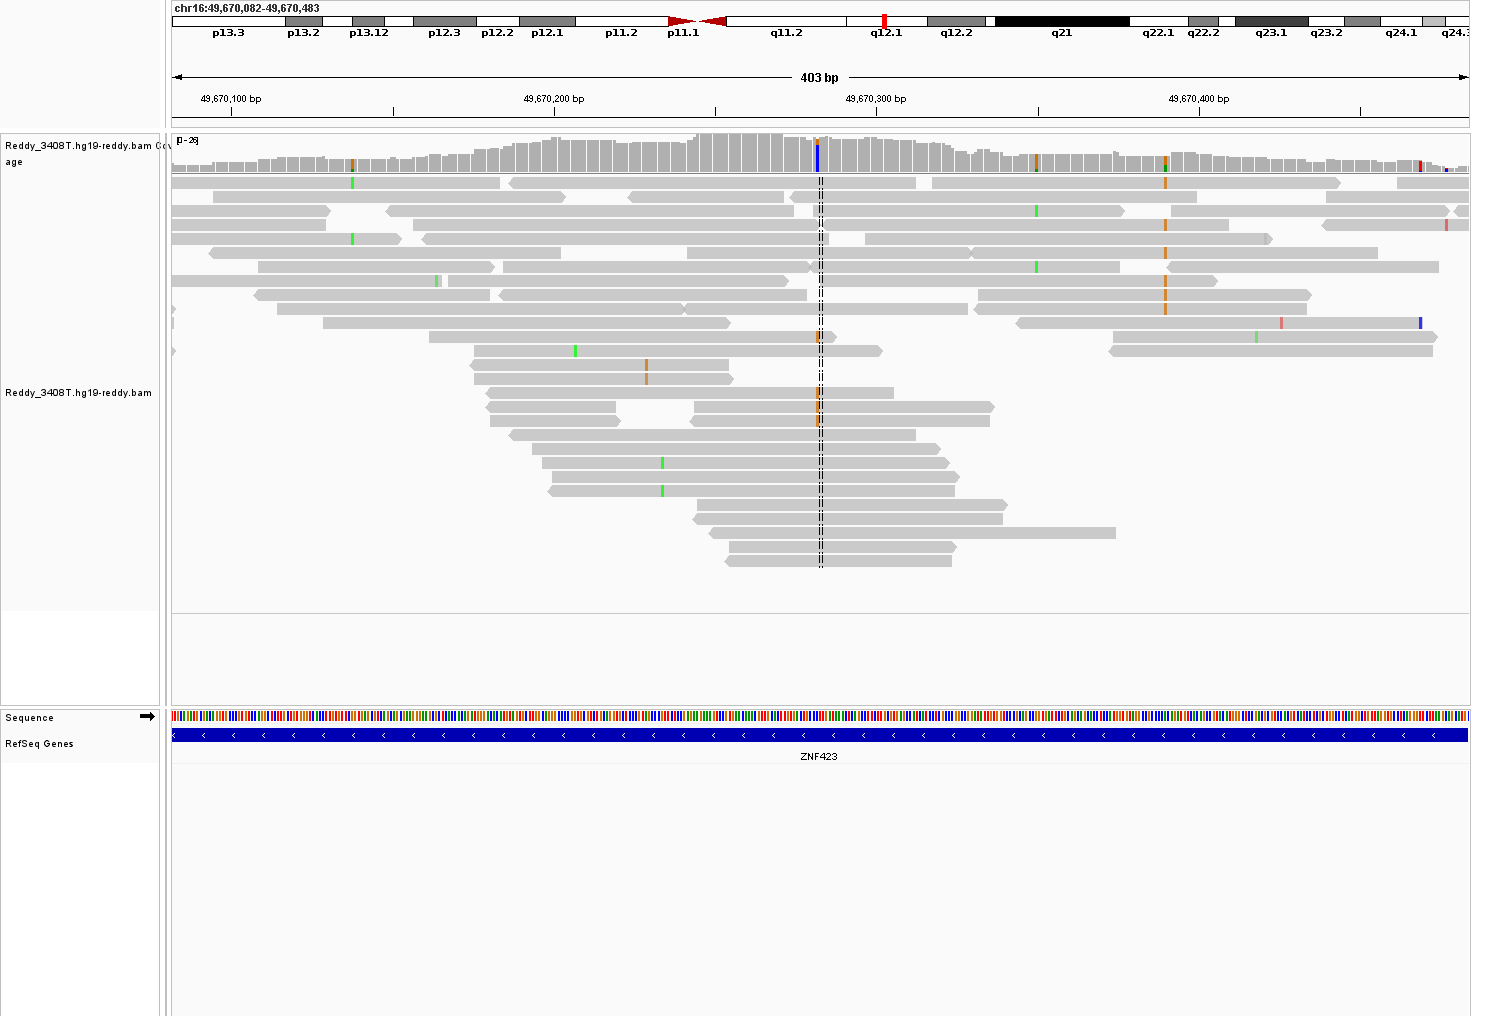 chr16:49,670,082-49,670,483
p13.3 p13.2 p13.12 p12.3 p12.2 p12.1 p11.2 p11.1 q11.2 q12.1 q12.2 q21 q22.1 q22.2 q23.1 q23.2 q24.1
403 bp
49,670,100 bp 49,670,200 bp 49,670,300 bp 49,670,400 bp
Reddy_3408T.hg19-reddy.bam Cov
age
Reddy_3408T.hg19-reddy.bam
Sequence
RefSeq Genes
ZNF423